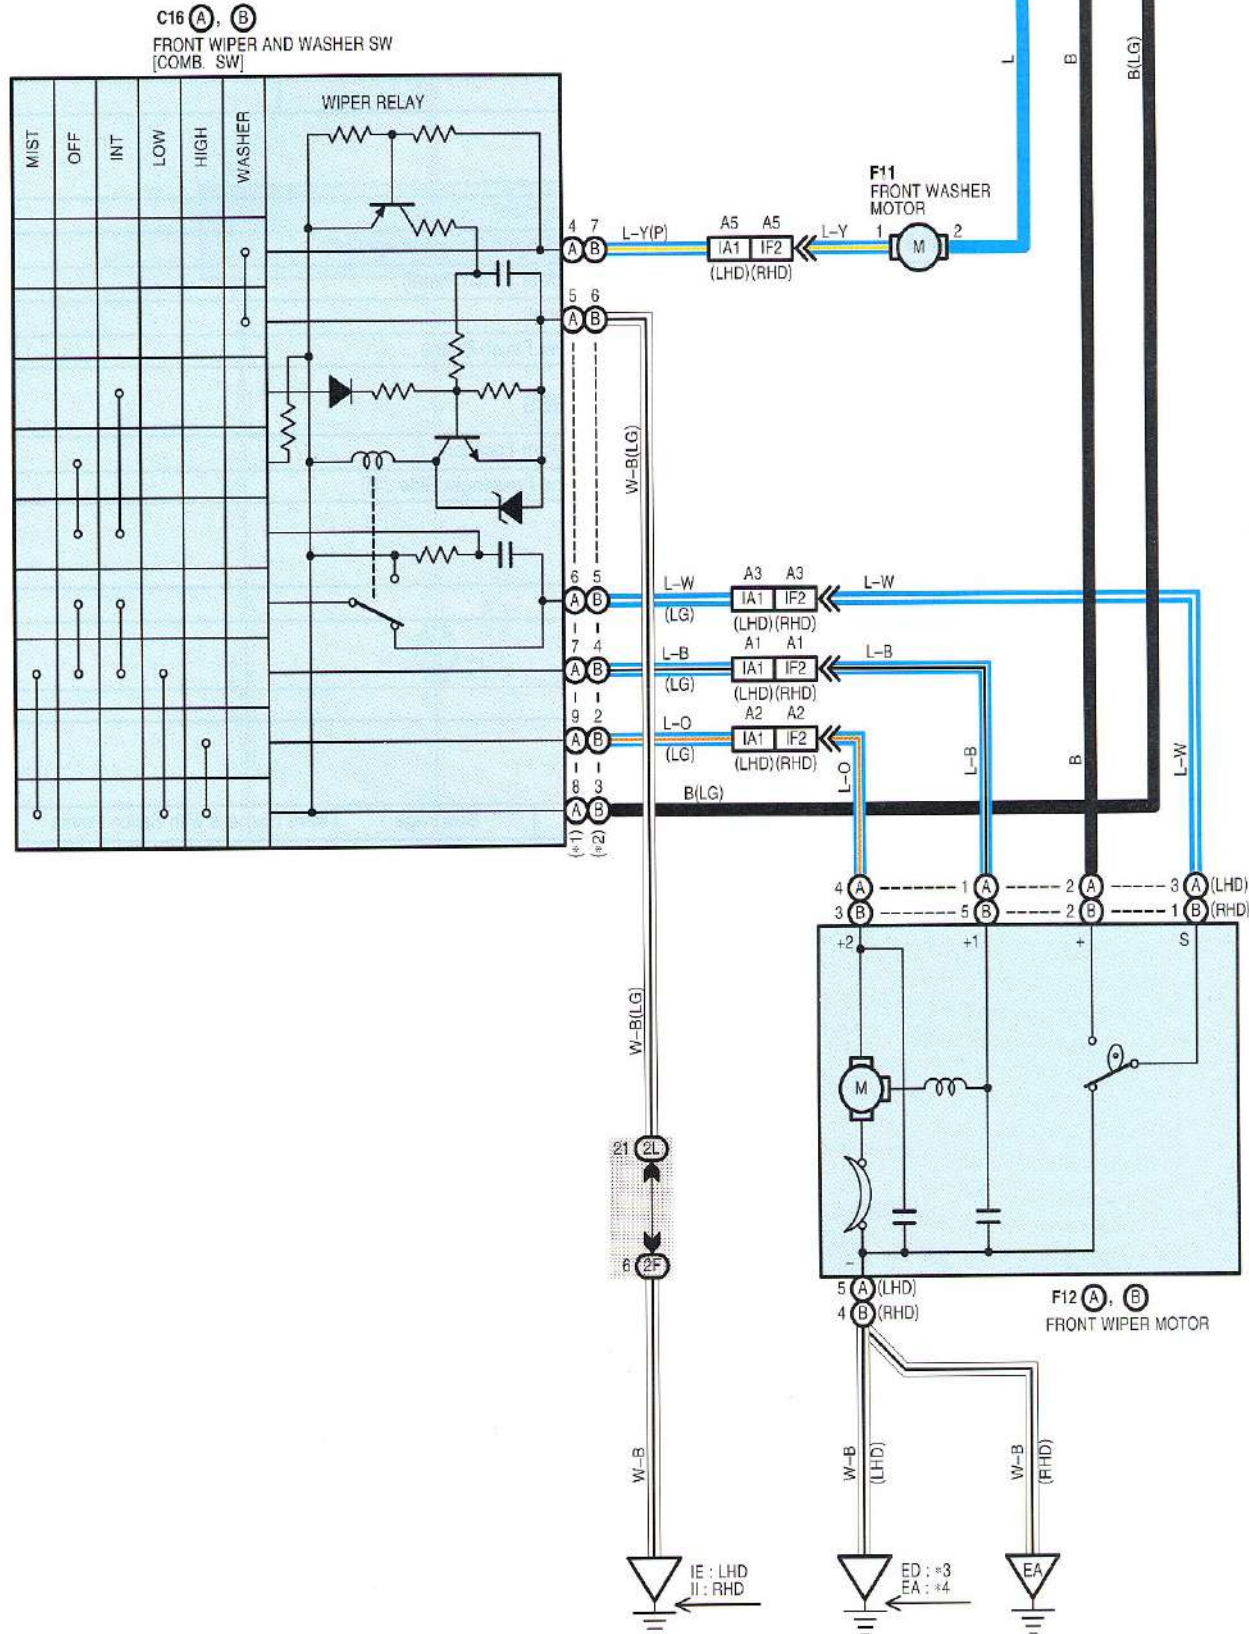 C16 A, B
FRONT WIPER AND WASHER SW
[COMB. SW]
L
B
B(LG)
MIST
OFF
INT
LOW
HIGH
WASHER
WIPER RELAY
F11
FRONT WASHER
MOTOR
4 7
A B
L-Y(P)
A5 A5
IA1 IF2
(LHD)(RHD)
L-Y
1 M 2
5 6
A B
W-B(LG)
6 5
A B
L-W
(LG)
A3 A3
IA1 IF2
(LHD)(RHD)
L-W
7 4
A B
L-B
(LG)
A1 A1
IA1 IF2
(LHD)(RHD)
L-B
9 2
A B
L-O
(LG)
A2 A2
IA1 IF2
(LHD)(RHD)
L-O
L-B
B
L-W
8 3
A B
B(LG)
(*1) (*2)
4 A 1 A 2 A 3 A (LHD)
3 B 5 B 2 B 1 B (RHD)
+2 +1 + S
M
W-B(LG)
21 2L
6 2F
-
5 A (LHD)
4 B (RHD)
F12 A, B
FRONT WIPER MOTOR
W-B
W-B
(LHD)
W-B
(RHD)
IE : LHD
II : RHD
ED : *3
EA : *4
EA